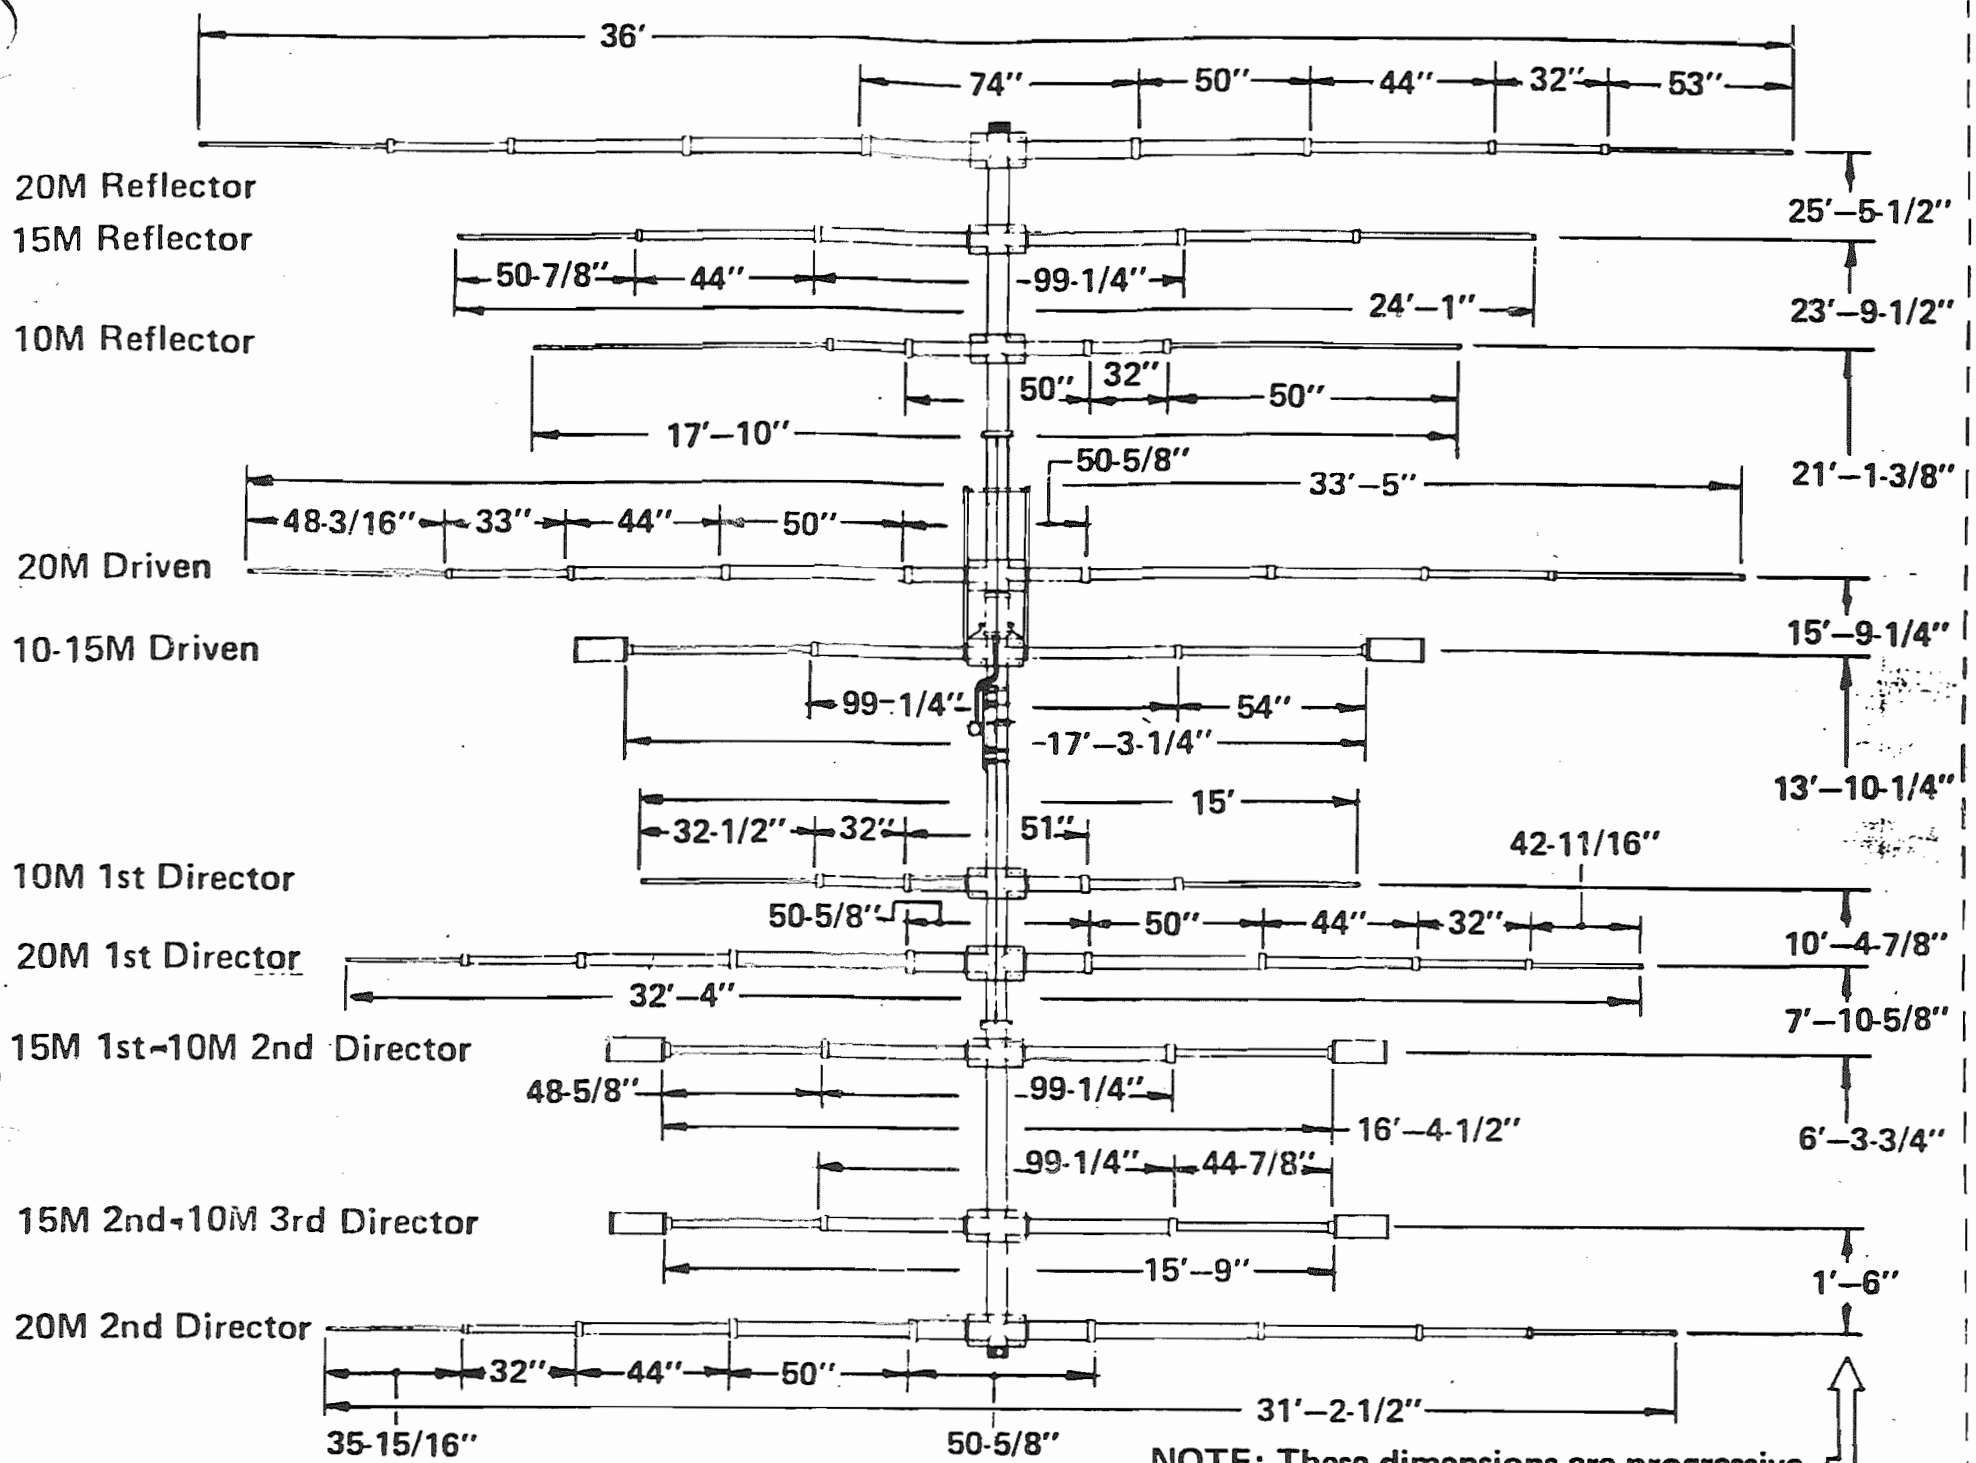 36′
74″ 50″ 44″ 32″ 53″
20M Reflector
25′–5-1/2″
15M Reflector
50-7/8″ 44″ 99-1/4″
24′–1″
23′–9-1/2″
10M Reflector
50″ 32″ 50″
17′–10″
50-5/8″
33′–5″
21′–1-3/8″
48-3/16″ 33″ 44″ 50″
20M Driven
15′–9-1/4″
10-15M Driven
99-1/4″ 54″
17′–3-1/4″
13′–10-1/4″
15′
32-1/2″ 32″ 51″
42-11/16″
10M 1st Director
50-5/8″ 50″ 44″ 32″
10′–4-7/8″
20M 1st Director
32′–4″
7′–10-5/8″
15M 1st-10M 2nd Director
48-5/8″ 99-1/4″
16′–4-1/2″
6′–3-3/4″
99-1/4″ 44-7/8″
15M 2nd-10M 3rd Director
15′–9″
1′–6″
20M 2nd Director
32″ 44″ 50″
31′–2-1/2″
35-15/16″ 50-5/8″
NOTE: These dimensions are progressive